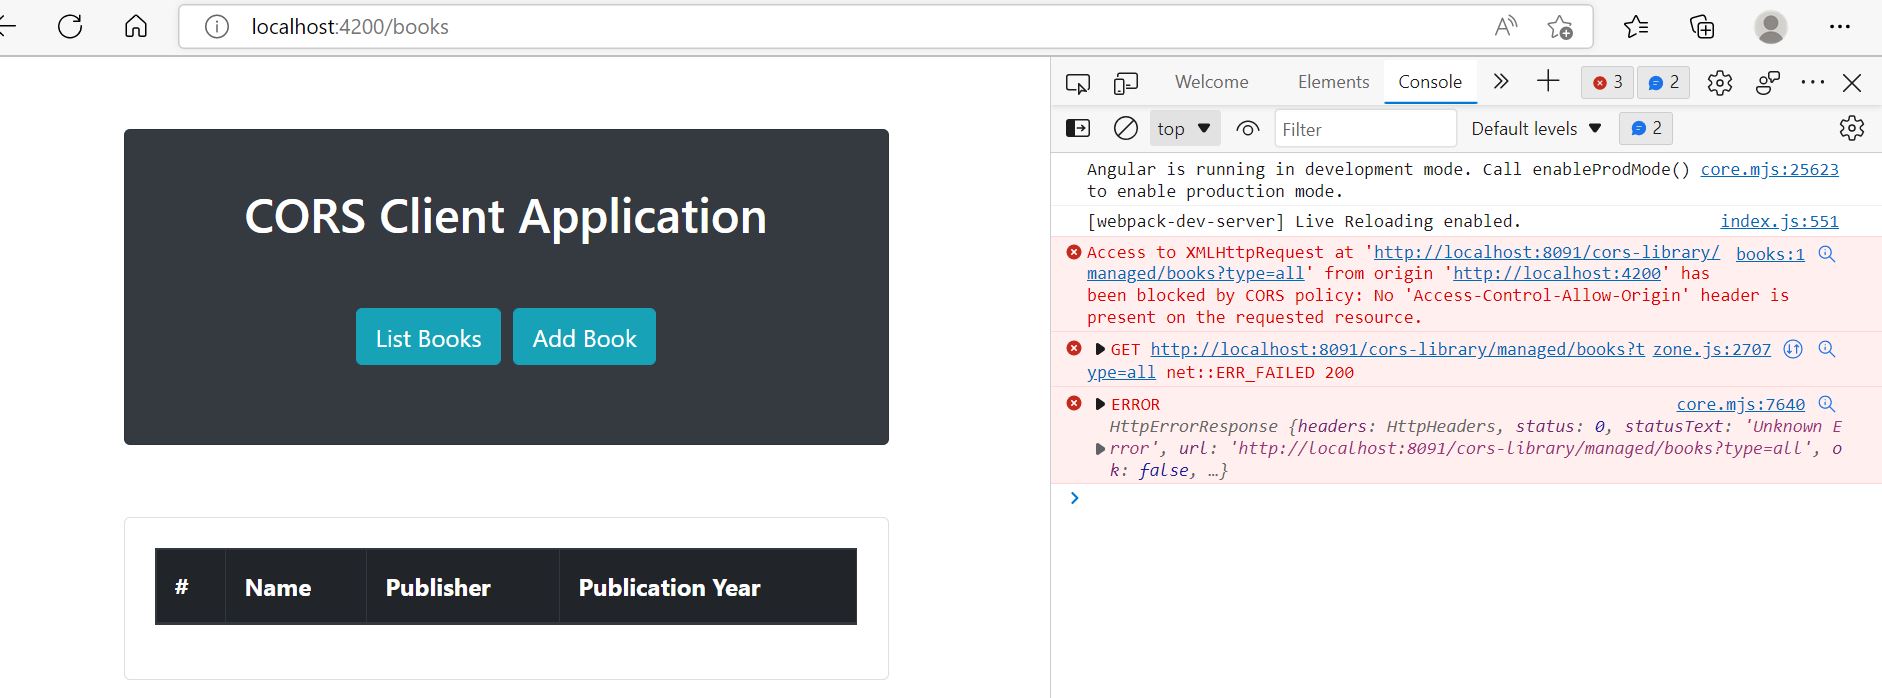 localhost:4200/books
Welcome Elements Console 3 2
top Filter Default levels 2
CORS Client Application
List Books Add Book
# Name Publisher Publication Year
Angular is running in development mode. Call enableProdMode() core.mjs:25623
to enable production mode.
[webpack-dev-server] Live Reloading enabled. index.js:551
Access to XMLHttpRequest at 'http://localhost:8091/cors-library/ books:1
managed/books?type=all' from origin 'http://localhost:4200' has
been blocked by CORS policy: No 'Access-Control-Allow-Origin' header is
present on the requested resource.
GET http://localhost:8091/cors-library/managed/books?t zone.js:2707
ype=all net::ERR_FAILED 200
ERROR core.mjs:7640
HttpErrorResponse {headers: HttpHeaders, status: 0, statusText: 'Unknown E
rror', url: 'http://localhost:8091/cors-library/managed/books?type=all', o
k: false, …}